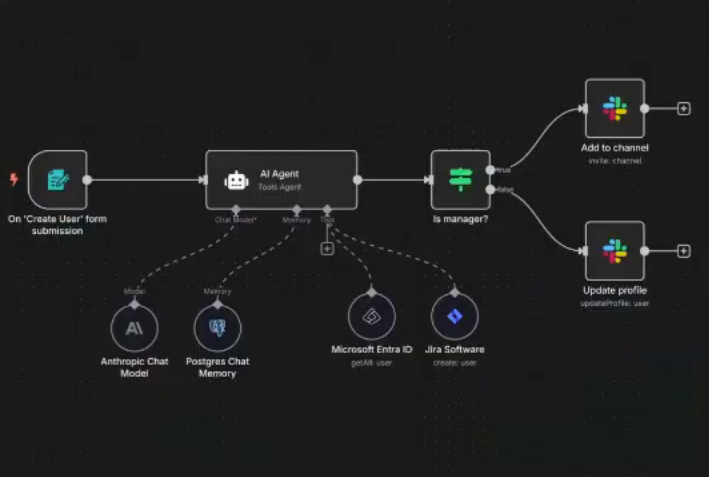 On 'Create User' form
submission
AI Agent
Tools Agent
Chat Model*
Memory
Tool
Is manager?
true
false
Add to channel
invite: channel
Update profile
updateProfile: user
Model
Anthropic Chat
Model
Memory
Postgres Chat
Memory
Microsoft Entra ID
getAll: user
Jira Software
create: user